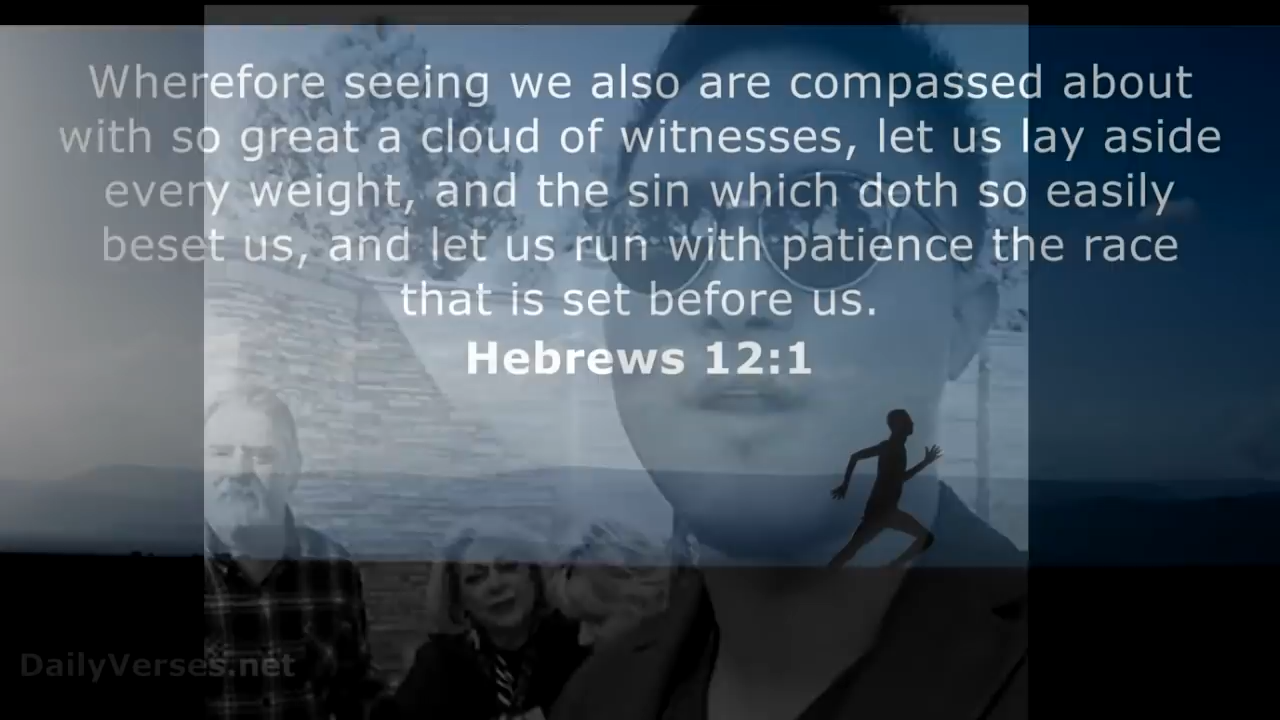 Wherefore seeing we also are compassed about
with so great a cloud of witnesses, let us lay aside
every weight, and the sin which doth so easily
beset us, and let us run with patience the race
that is set before us.
Hebrews 12:1
DailyVerses.net